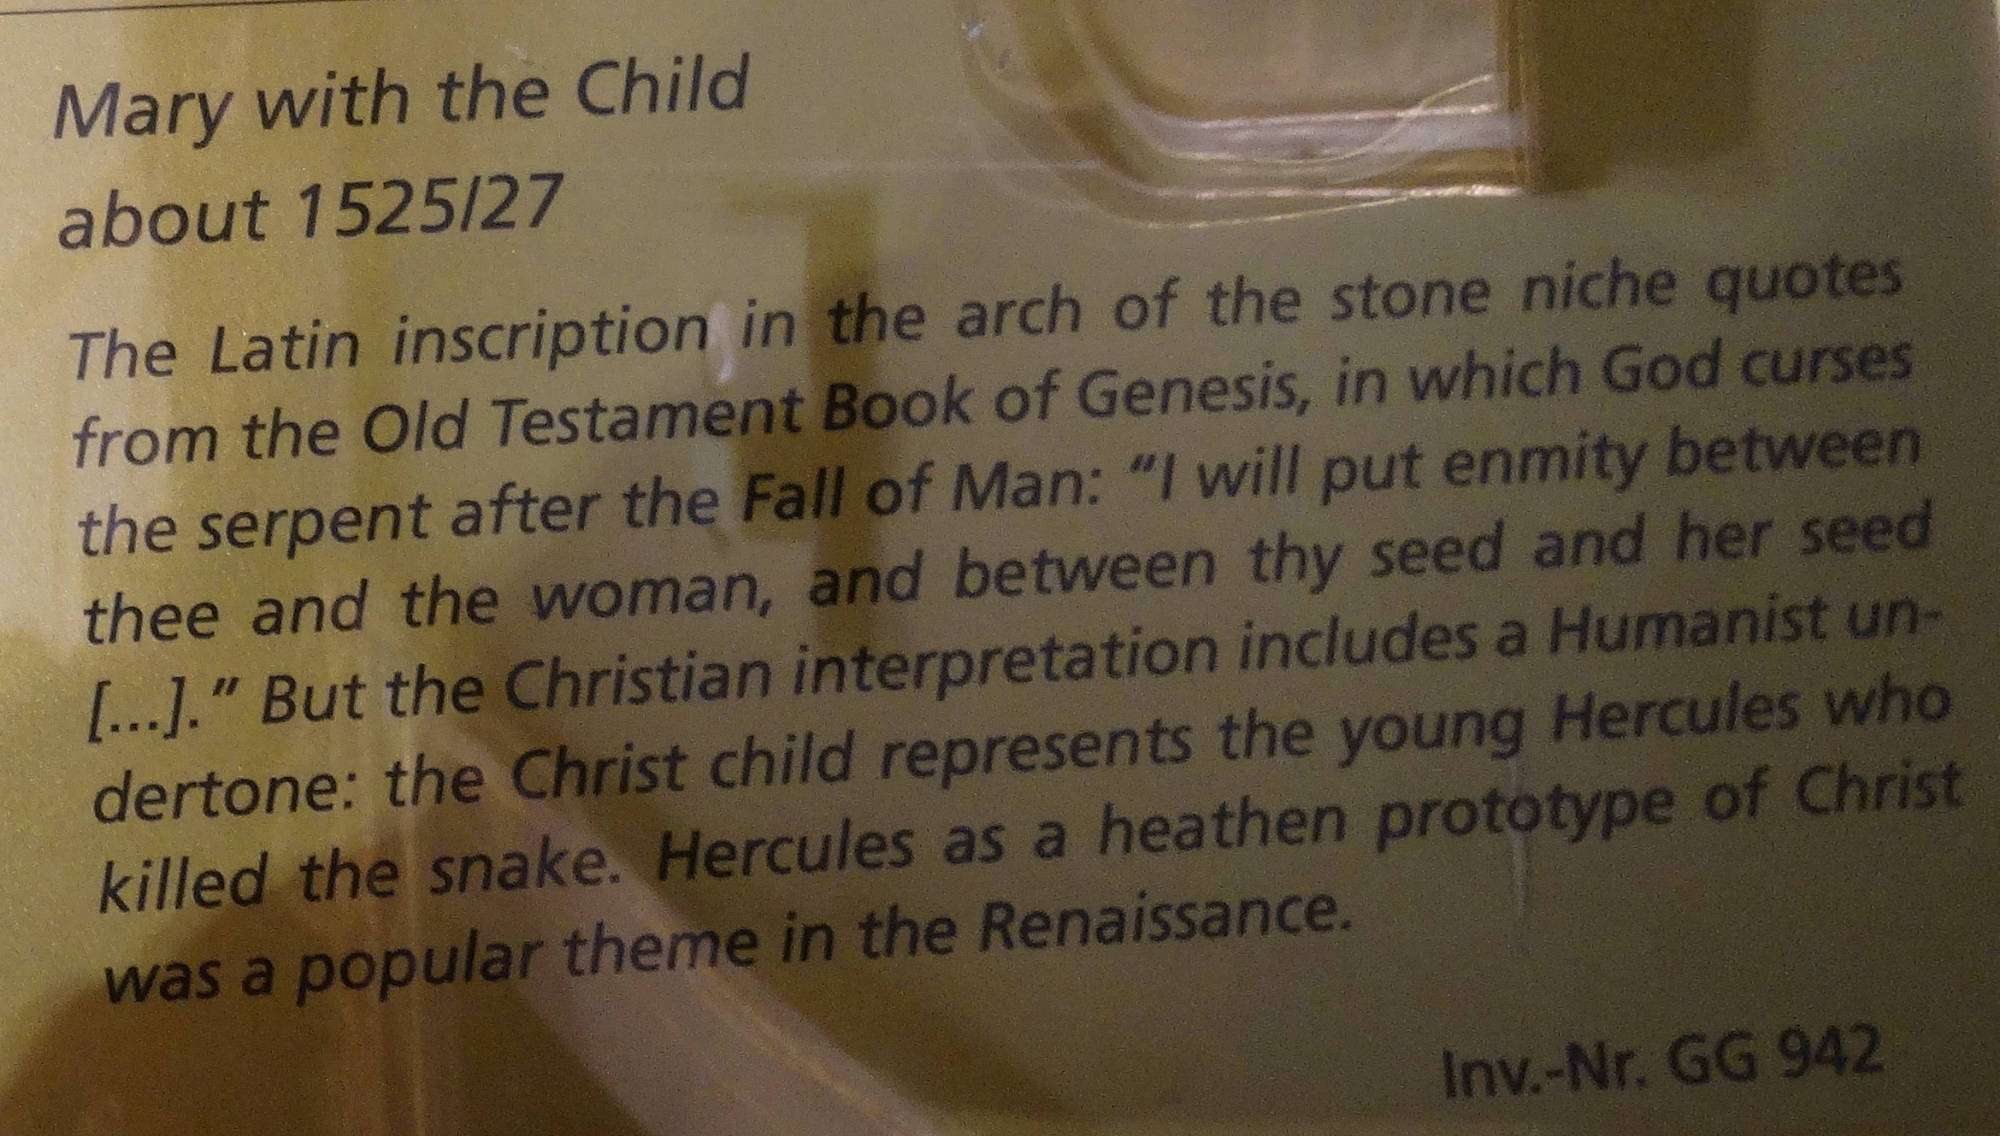 Mary with the Child
about 1525/27
The Latin inscription in the arch of the stone niche quotes
from the Old Testament Book of Genesis, in which God curses
the serpent after the Fall of Man: “I will put enmity between
thee and the woman, and between thy seed and her seed
[...].” But the Christian interpretation includes a Humanist un-
dertone: the Christ child represents the young Hercules who
killed the snake. Hercules as a heathen prototype of Christ
was a popular theme in the Renaissance.
Inv.-Nr. GG 942